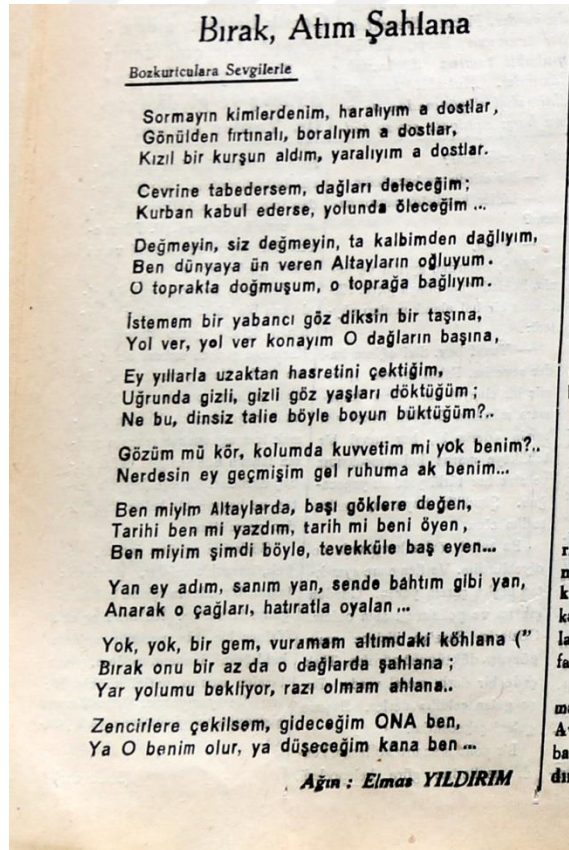 Bırak, Atım Şahlana
Bozkurtculara Sevgilerle
Sormayın kimlerdenim, haralıyım a dostlar,
Gönülden fırtınalı, boralıyım a dostlar,
Kızıl bir kurşun aldım, yaralıyım a dostlar.
Cevrine tabedersem, dağları deleceğim;
Kurban kabul ederse, yolunda öleceğim ...
Değmeyin, siz değmeyin, ta kalbimden dağlıyım,
Ben dünyaya ün veren Altayların oğluyum.
O toprakta doğmuşum, o toprağa bağlıyım.
İstemem bir yabancı göz diksin bir taşına,
Yol ver, yol ver konayım O dağların başına,
Ey yıllarla uzaktan hasretini çektiğim,
Uğrunda gizli, gizli göz yaşları döktüğüm;
Ne bu, dinsiz talie böyle boyun büktüğüm?..
Gözüm mü kör, kolumda kuvvetim mi yok benim?..
Nerdesin ey geçmişim gel ruhuma ak benim...
Ben miyim Altaylarda, başı göklere değen,
Tarihi ben mi yazdım, tarih mi beni öyen,
Ben miyim şimdi böyle, tevekküle baş eyen...
Yan ey adım, sanım yan, sende bahtım gibi yan,
Anarak o çağları, hatıratla oyalan ...
Yok, yok, bir gem, vuramam altımdaki köhlana (''
Bırak onu bir az da o dağlarda şahlana;
Yar yolumu bekliyor, razı olmam ahlana..
Zencirlere çekilsem, gideceğim ONA ben,
Ya O benim olur, ya düşeceğim kana ben...
Ağın : Elmas YILDIRIM